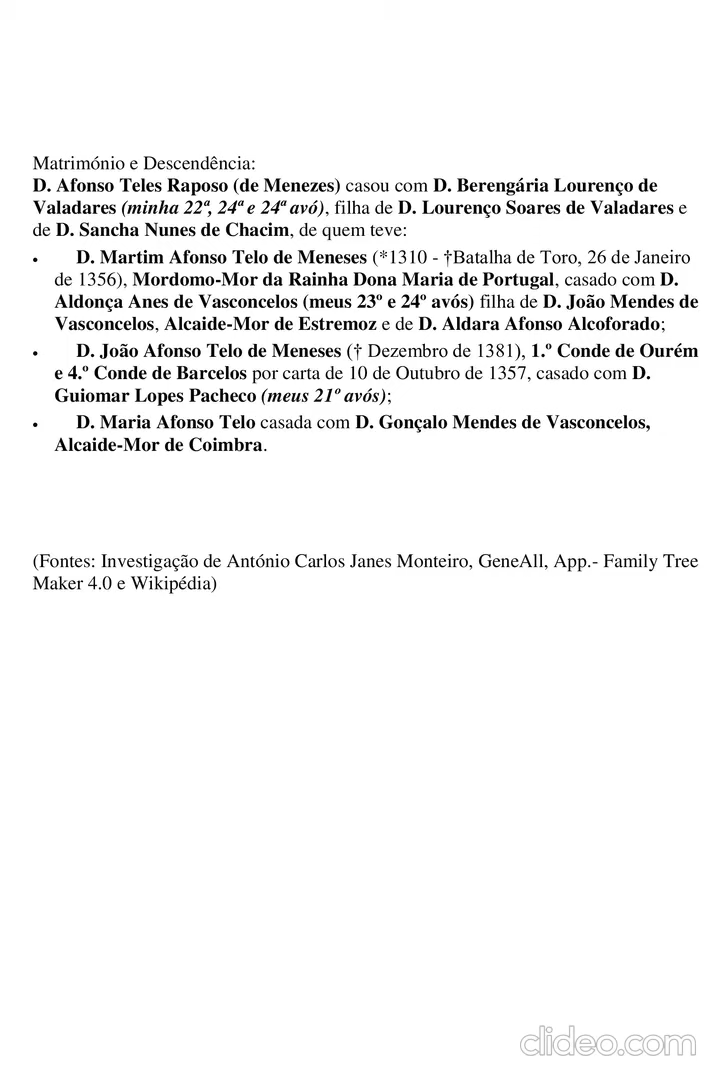 Matrimónio e Descendência:
D. Afonso Teles Raposo (de Menezes) casou com D. Berengária Lourenço de
Valadares (minha 22ª, 24ª e 24ª avó), filha de D. Lourenço Soares de Valadares e
de D. Sancha Nunes de Chacim, de quem teve:
• D. Martim Afonso Telo de Meneses (*1310 - †Batalha de Toro, 26 de Janeiro
de 1356), Mordomo-Mor da Rainha Dona Maria de Portugal, casado com D.
Aldonça Anes de Vasconcelos (meus 23º e 24º avós) filha de D. João Mendes de
Vasconcelos, Alcaide-Mor de Estremoz e de D. Aldara Afonso Alcoforado;
• D. João Afonso Telo de Meneses († Dezembro de 1381), 1.º Conde de Ourém
e 4.º Conde de Barcelos por carta de 10 de Outubro de 1357, casado com D.
Guiomar Lopes Pacheco (meus 21º avós);
• D. Maria Afonso Telo casada com D. Gonçalo Mendes de Vasconcelos,
Alcaide-Mor de Coimbra.
(Fontes: Investigação de António Carlos Janes Monteiro, GeneAll, App.- Family Tree
Maker 4.0 e Wikipédia)
clideo.com